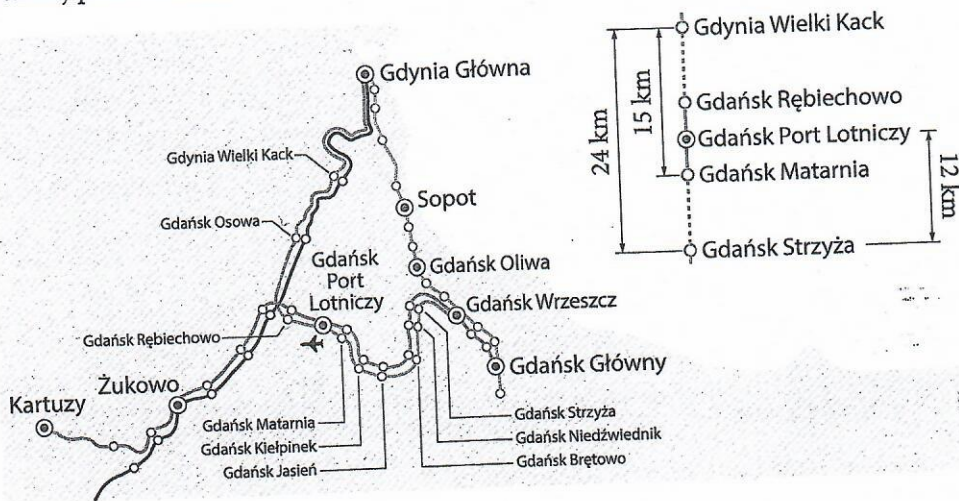 Gdynia Główna
Gdynia Wielki Kack
Gdańsk Osowa
Sopot
Gdańsk
Port
Lotniczy
Gdańsk Oliwa
Gdańsk Wrzeszcz
Gdańsk Rębiechowo
Gdańsk Główny
Żukowo
Kartuzy
Gdańsk Matarnia
Gdańsk Kiełpinek
Gdańsk Jasień
Gdańsk Strzyża
Gdańsk Niedźwiednik
Gdańsk Brętowo
Gdynia Wielki Kack
Gdańsk Rębiechowo
Gdańsk Port Lotniczy
Gdańsk Matarnia
Gdańsk Strzyża
24 km
15 km
12 km